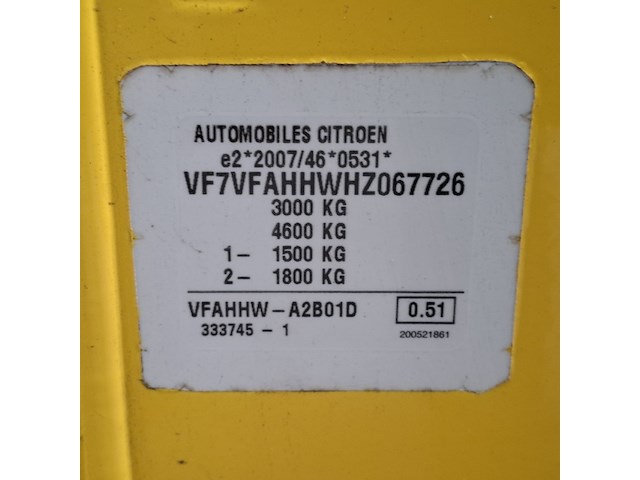 AUTOMOBILES CITROEN
e2*2007/46*0531*
VF7VFAHHWHZ067726
3000 KG
4600 KG
1- 1500 KG
2- 1800 KG
VFAHHW-A2B01D 0.51
333745 - 1 200521861